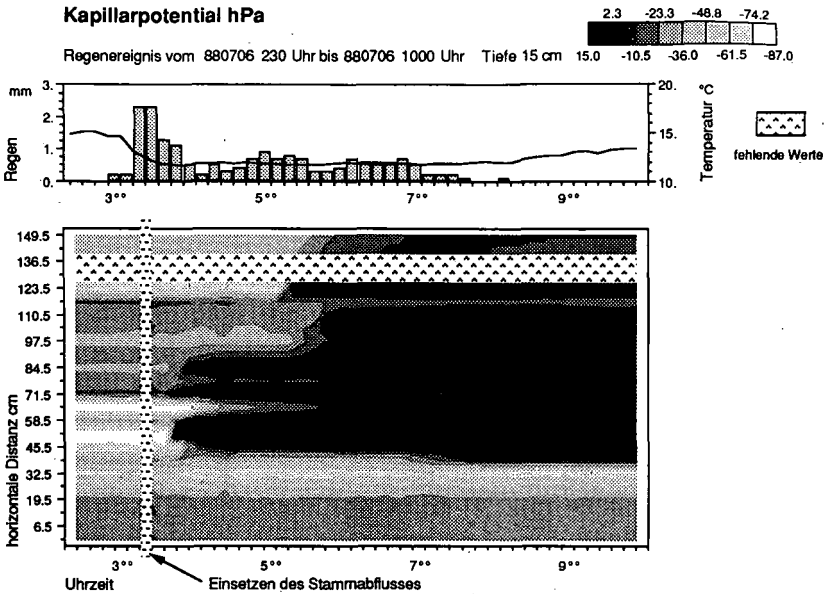 Kapillarpotential hPa
2.3 -23.3 -48.8 -74.2
15.0 -10.5 -36.0 -61.5 -87.0
Regenereignis vom 880706 230 Uhr bis 880706 1000 Uhr Tiefe 15 cm
mm
3.
2.
1.
0.
Regen
20.
15.
10.
°C
Temperatur
fehlende Werte
3°° 5°° 7°° 9°°
149.5
136.5
123.5
110.5
97.5
84.5
71.5
58.5
45.5
32.5
19.5
6.5
horizontale Distanz cm
3°° 5°° 7°° 9°°
Uhrzeit
Einsetzen des Stammabflusses